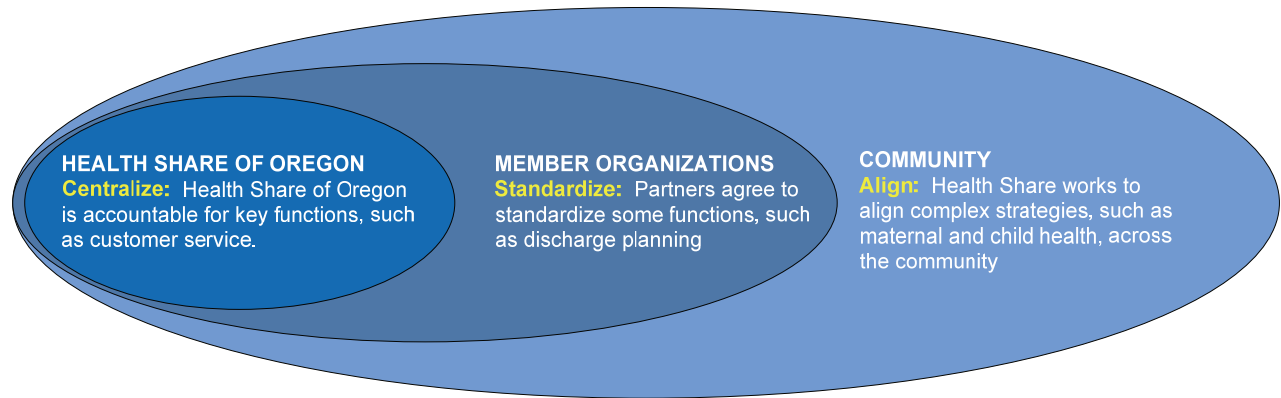 HEALTH SHARE OF OREGON
Centralize: Health Share of Oregon
is accountable for key functions, such
as customer service.
MEMBER ORGANIZATIONS
Standardize: Partners agree to
standardize some functions, such
as discharge planning
COMMUNITY
Align: Health Share works to
align complex strategies, such as
maternal and child health, across
the community